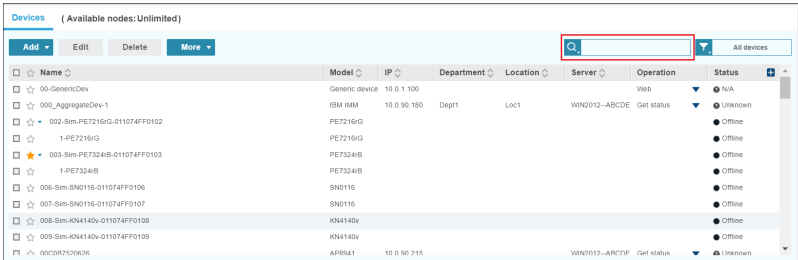 Devices ( Available nodes: Unlimited )
Add Edit Delete More All devices
Name Model IP Department Location Server Operation Status
00-GenericDev Generic device 10.0.1.100 Web N/A
000_AggregateDev-1 IBM IMM 10.0.90.180 Dept1 Loc1 WIN2012--ABCDE Get status Unknown
002-Sim-PE7216rG-011074FF0102 PE7216rG Offline
1-PE7216rG PE7216rG Offline
003-Sim-PE7324rB-011074FF0103 PE7324rB Offline
1-PE7324rB PE7324rB Offline
006-Sim-SN0116-011074FF0106 SN0116 Offline
007-Sim-SN0116-011074FF0107 SN0116 Offline
008-Sim-KN4140v-011074FF0108 KN4140v Offline
009-Sim-KN4140v-011074FF0109 KN4140v Offline
00C0B7520626 AP8941 10.0.90.215 WIN2012--ABCDE Get status Unknown